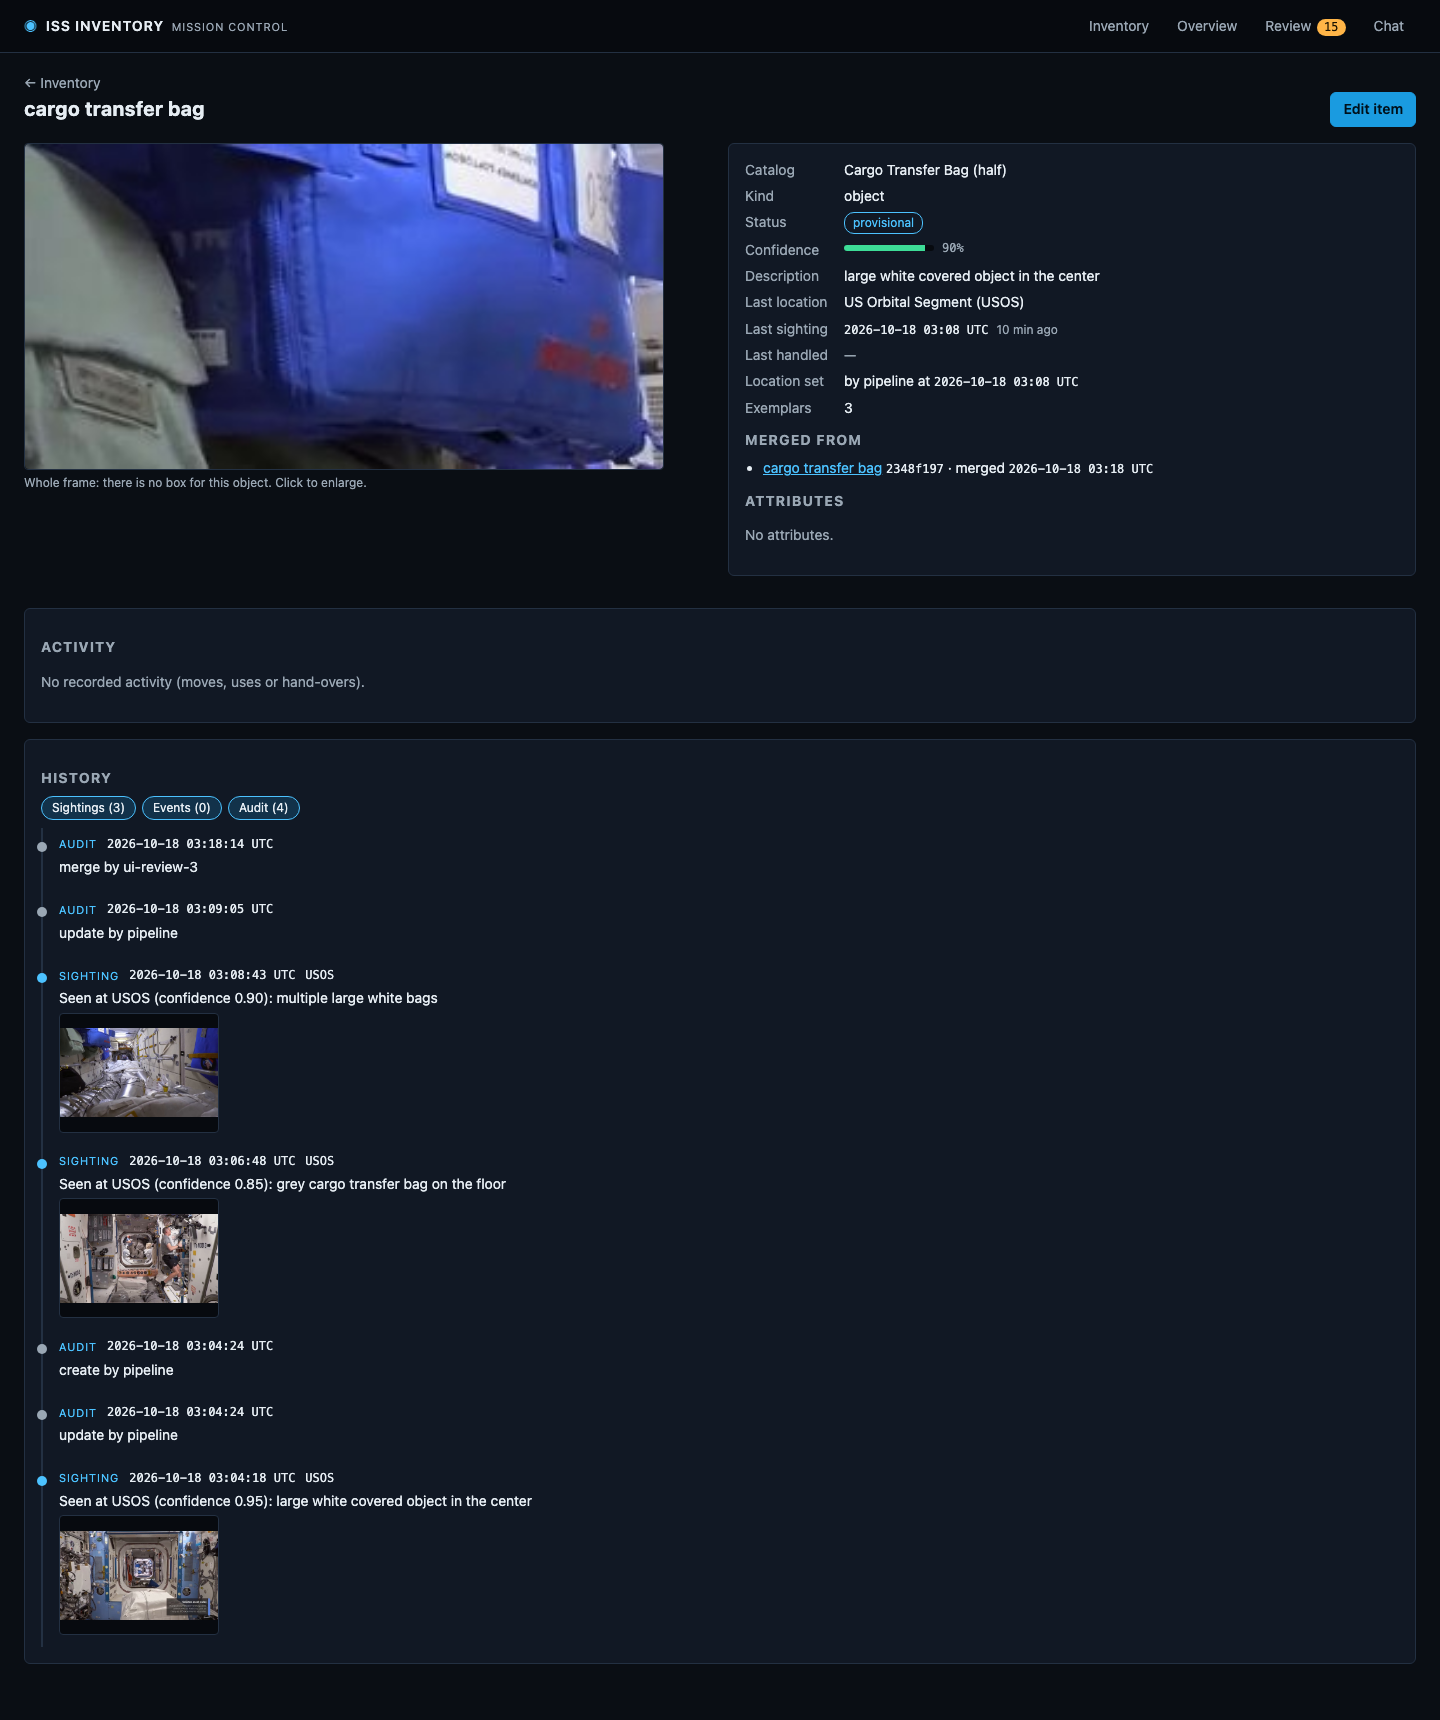 ISS INVENTORY MISSION CONTROL
Inventory
Overview
Review 15
Chat
← Inventory
cargo transfer bag
Edit item
Whole frame: there is no box for this object. Click to enlarge.
Catalog Cargo Transfer Bag (half)
Kind object
Status provisional
Confidence 90%
Description large white covered object in the center
Last location US Orbital Segment (USOS)
Last sighting 2026-10-18 03:08 UTC 10 min ago
Last handled —
Location set by pipeline at 2026-10-18 03:08 UTC
Exemplars 3
MERGED FROM
• cargo transfer bag 2348f197 · merged 2026-10-18 03:18 UTC
ATTRIBUTES
No attributes.
ACTIVITY
No recorded activity (moves, uses or hand-overs).
HISTORY
Sightings (3) Events (0) Audit (4)
AUDIT 2026-10-18 03:18:14 UTC
merge by ui-review-3
AUDIT 2026-10-18 03:09:05 UTC
update by pipeline
SIGHTING 2026-10-18 03:08:43 UTC USOS
Seen at USOS (confidence 0.90): multiple large white bags
SIGHTING 2026-10-18 03:06:48 UTC USOS
Seen at USOS (confidence 0.85): grey cargo transfer bag on the floor
AUDIT 2026-10-18 03:04:24 UTC
create by pipeline
AUDIT 2026-10-18 03:04:24 UTC
update by pipeline
SIGHTING 2026-10-18 03:04:18 UTC USOS
Seen at USOS (confidence 0.95): large white covered object in the center